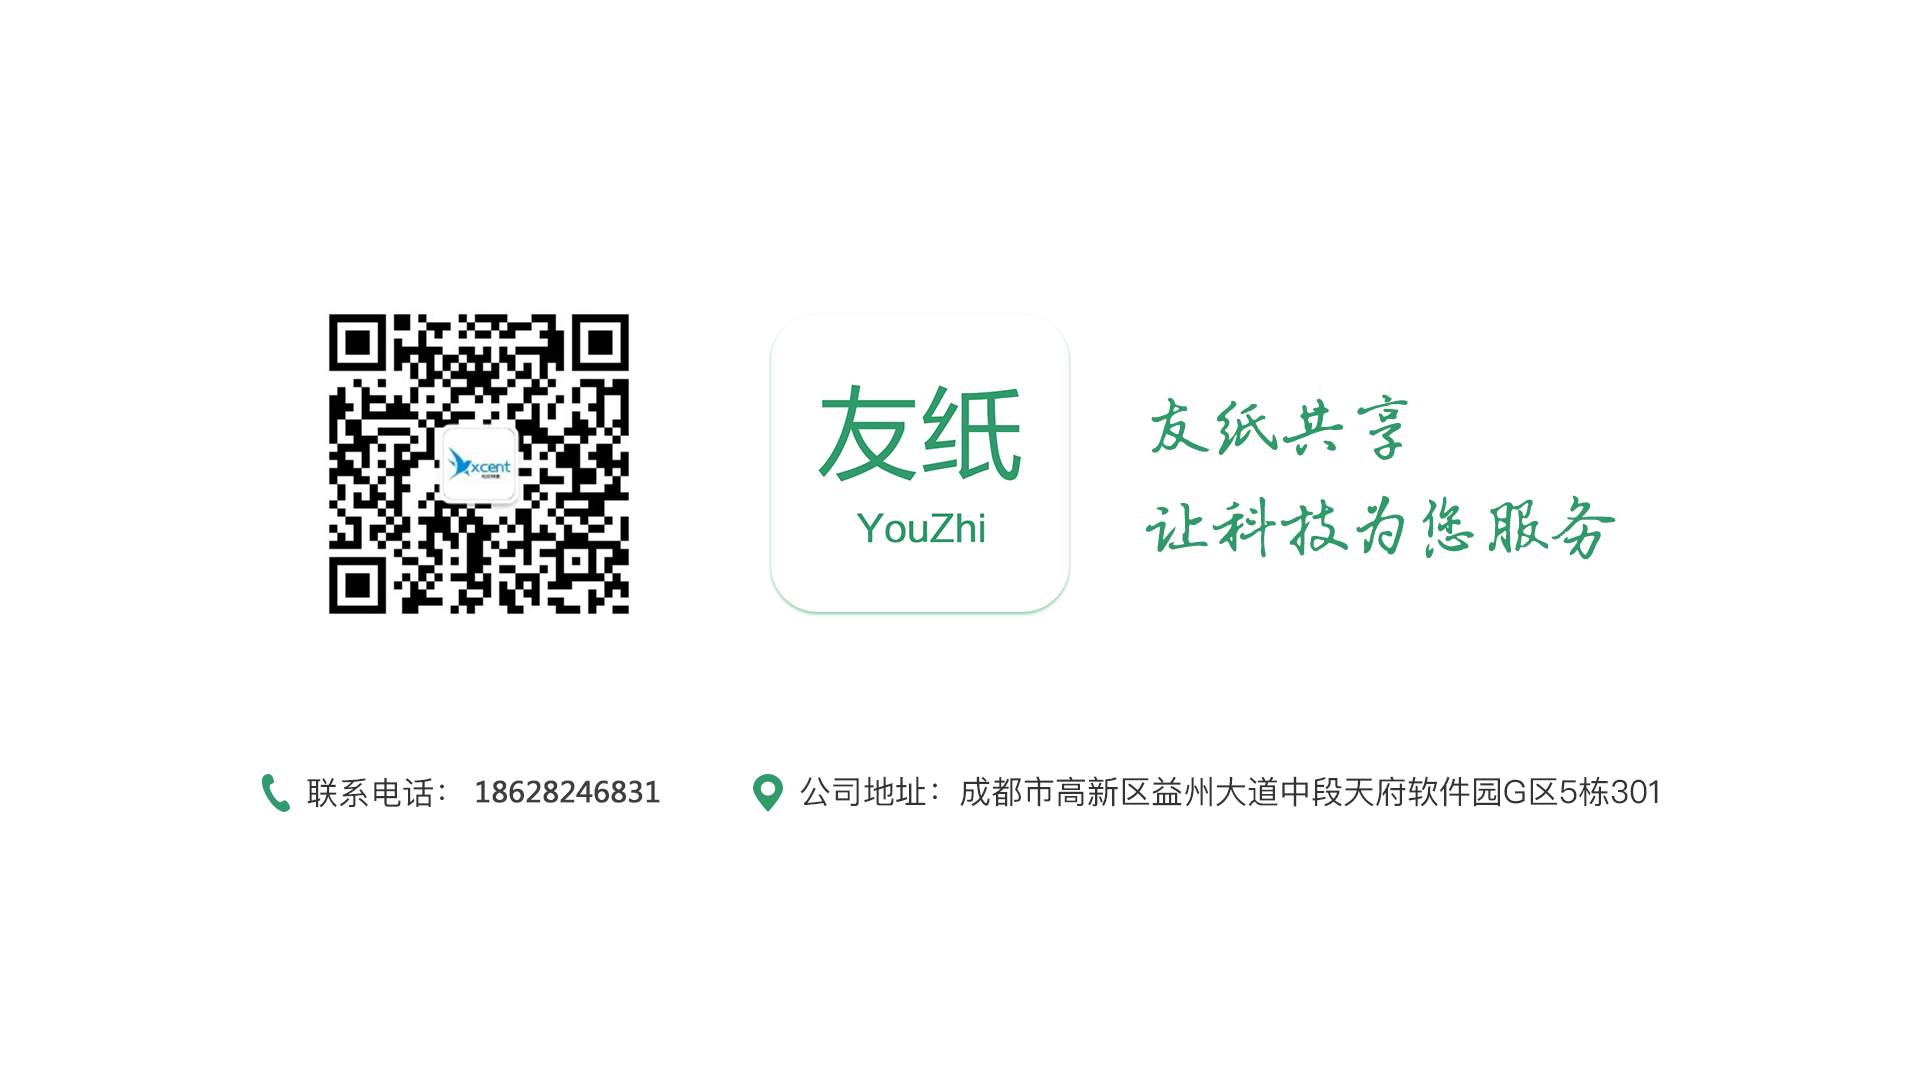 xcent
友纸
YouZhi
友纸共享
让科技为您服务
联系电话： 18628246831
公司地址：成都市高新区益州大道中段天府软件园G区5栋301